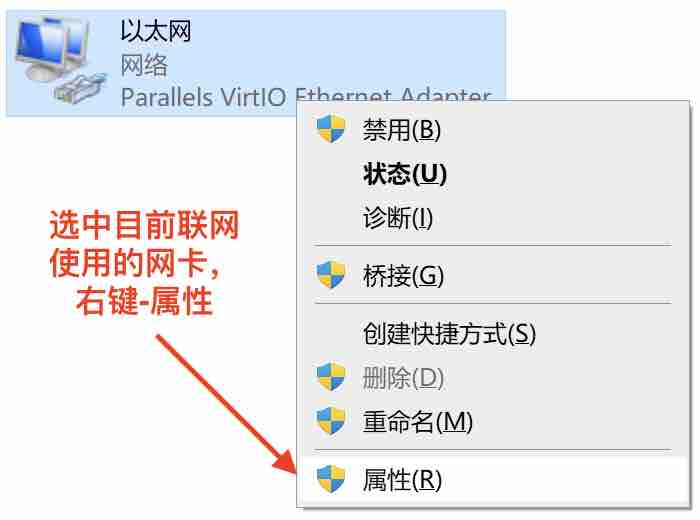 以太网
网络
Parallels VirtIO Ethernet Adapter
禁用(B)
状态(U)
诊断(I)
桥接(G)
创建快捷方式(S)
删除(D)
重命名(M)
属性(R)
选中目前联网
使用的网卡，
右键-属性